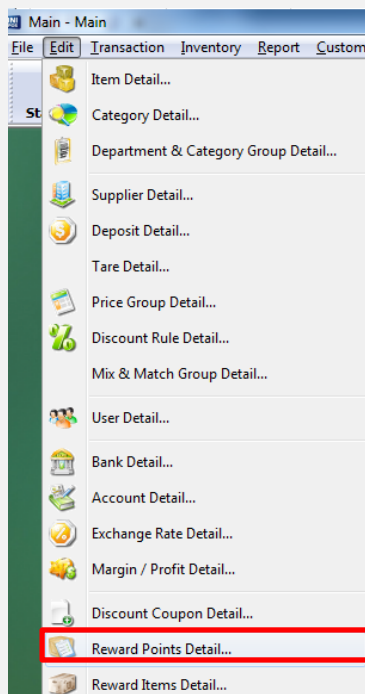 Main - Main
File Edit Transaction Inventory Report Custom
St
Item Detail...
Category Detail...
Department & Category Group Detail...
Supplier Detail...
Deposit Detail...
Tare Detail...
Price Group Detail...
Discount Rule Detail...
Mix & Match Group Detail...
User Detail...
Bank Detail...
Account Detail...
Exchange Rate Detail...
Margin / Profit Detail...
Discount Coupon Detail...
Reward Points Detail...
Reward Items Detail...